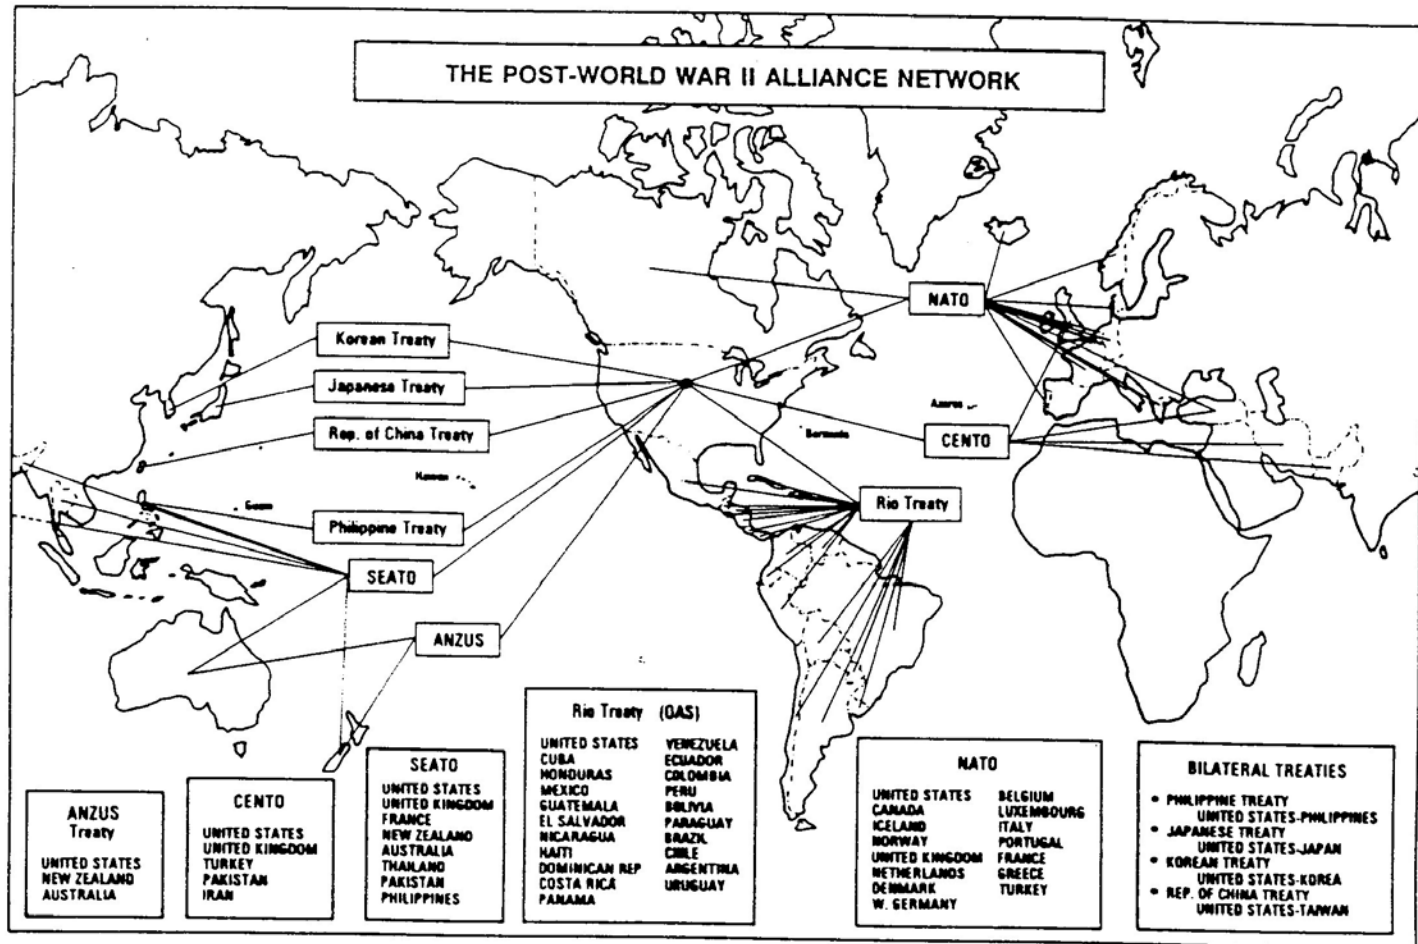 THE POST-WORLD WAR II ALLIANCE NETWORK
NATO
Korean Treaty
Japanese Treaty
Azores
Rep. of China Treaty
Bermuda
CENTO
Hawaii
Guam
Rio Treaty
Philippine Treaty
SEATO
ANZUS
ANZUS
Treaty
UNITED STATES
NEW ZEALAND
AUSTRALIA
CENTO
UNITED STATES
UNITED KINGDOM
TURKEY
PAKISTAN
IRAN
SEATO
UNITED STATES
UNITED KINGDOM
FRANCE
NEW ZEALAND
AUSTRALIA
THAILAND
PAKISTAN
PHILIPPINES
Rio Treaty (OAS)
UNITED STATES
CUBA
HONDURAS
MEXICO
GUATEMALA
EL SALVADOR
NICARAGUA
HAITI
DOMINICAN REP
COSTA RICA
PANAMA
VENEZUELA
ECUADOR
COLOMBIA
PERU
BOLIVIA
PARAGUAY
BRAZIL
CHILE
ARGENTINA
URUGUAY
NATO
UNITED STATES
CANADA
ICELAND
NORWAY
UNITED KINGDOM
NETHERLANDS
DENMARK
W. GERMANY
BELGIUM
LUXEMBOURG
ITALY
PORTUGAL
FRANCE
GREECE
TURKEY
BILATERAL TREATIES
• PHILIPPINE TREATY
UNITED STATES-PHILIPPINES
• JAPANESE TREATY
UNITED STATES-JAPAN
• KOREAN TREATY
UNITED STATES-KOREA
• REP. OF CHINA TREATY
UNITED STATES-TAIWAN